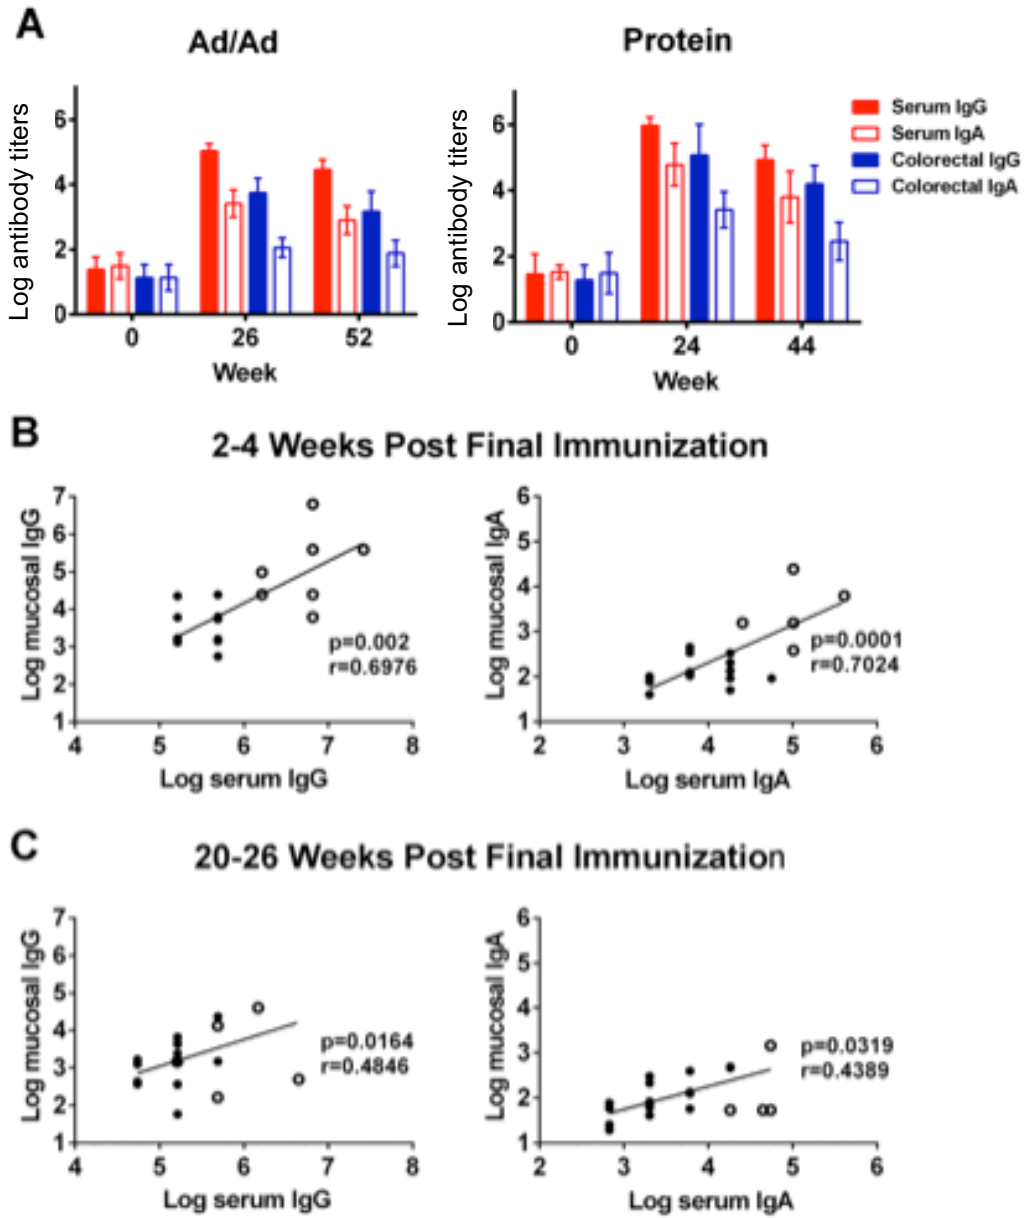 A
Ad/Ad
Log antibody titers
6
4
2
0
0 26 52
Week
Protein
Log antibody titers
6
4
2
0
0 24 44
Week
Serum IgG
Serum IgA
Colorectal IgG
Colorectal IgA
B
2-4 Weeks Post Final Immunization
Log mucosal IgG
7
6
5
4
3
2
1
4 5 6 7 8
Log serum IgG
p=0.002
r=0.6976
Log mucosal IgA
6
5
4
3
2
1
2 3 4 5 6
Log serum IgA
p=0.0001
r=0.7024
C
20-26 Weeks Post Final Immunization
Log mucosal IgG
7
6
5
4
3
2
1
4 5 6 7 8
Log serum IgG
p=0.0164
r=0.4846
Log mucosal IgA
6
5
4
3
2
1
2 3 4 5 6
Log serum IgA
p=0.0319
r=0.4389